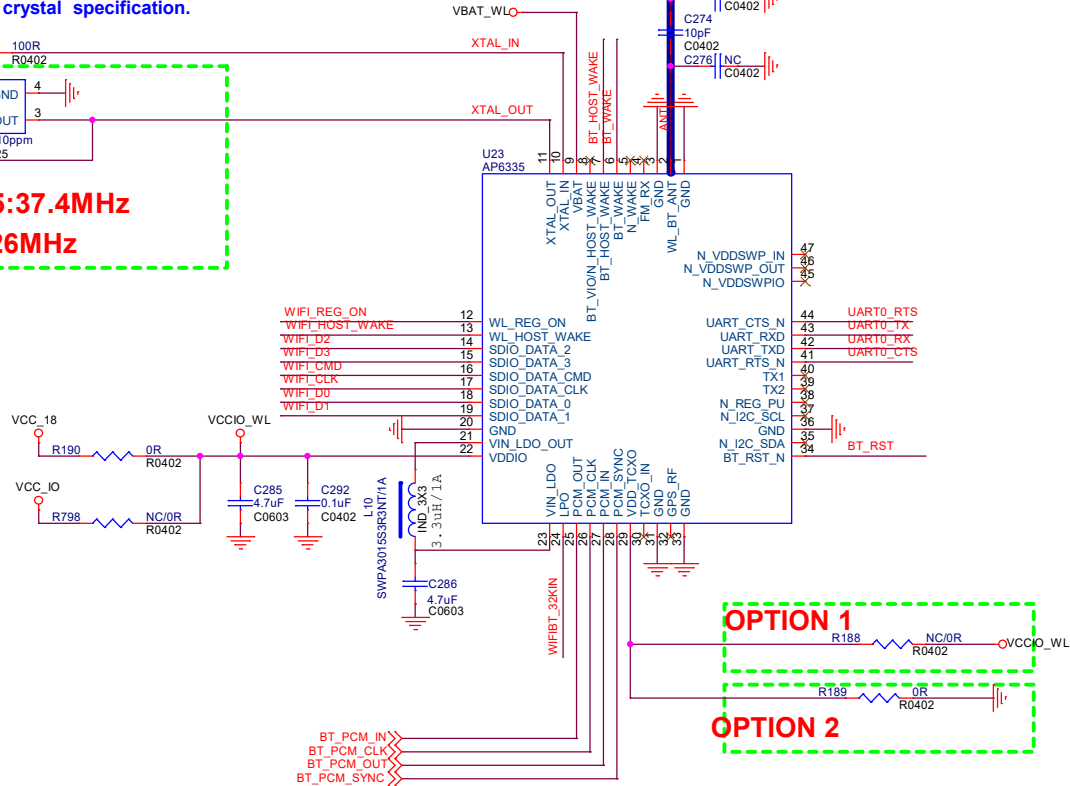 crystal specification.
VBAT_WL
C0402
C274
10pF
C0402
C276
NC
C0402
100R
R0402
XTAL_IN
XTAL_OUT
BT_HOST_WAKE
BT_WAKE
ANT
ND
4
OUT
3
0ppm
25
5:37.4MHz
26MHz
U23
AP6335
11
10
9
8
7
6
5
4
3
2
1
XTAL_OUT
XTAL_IN
VBAT
BT_VIO/N_HOST_WAKE
BT_HOST_WAKE
BT_WAKE
N_WAKE
FM_RX
GND
WL_BT_ANT
GND
N_VDDSWP_IN
47
N_VDDSWP_OUT
46
N_VDDSWPIO
45
WIFI_REG_ON
12
WL_REG_ON
WIFI_HOST_WAKE
13
WL_HOST_WAKE
WIFI_D2
14
SDIO_DATA_2
WIFI_D3
15
SDIO_DATA_3
WIFI_CMD
16
SDIO_DATA_CMD
WIFI_CLK
17
SDIO_DATA_CLK
WIFI_D0
18
SDIO_DATA_0
WIFI_D1
19
SDIO_DATA_1
20
GND
21
VIN_LDO_OUT
22
VDDIO
UART_CTS_N
44
UART0_RTS
UART_RXD
43
UART0_TX
UART_TXD
42
UART0_RX
UART_RTS_N
41
UART0_CTS
TX1
40
TX2
39
N_REG_PU
38
N_I2C_SCL
37
GND
36
N_I2C_SDA
35
BT_RST_N
34
BT_RST
VCC_18
VCCIO_WL
R190
0R
R0402
VCC_IO
R798
NC/0R
R0402
C285
4.7uF
C0603
C292
0.1uF
C0402
L10
SWPA3015S3R3NT/1A
IND_3X3
3.3uH/1A
C286
4.7uF
C0603
VIN_LDO
LPO
PCM_OUT
PCM_CLK
PCM_IN
PCM_SYNC
VDD_TCXO
TCXO_IN
GND
GPS_RF
GND
23
24
25
26
27
28
29
30
31
32
33
WIFIBT_32KIN
OPTION 1
R188
NC/0R
R0402
VCCIO_WL
R189
0R
R0402
OPTION 2
BT_PCM_IN
BT_PCM_CLK
BT_PCM_OUT
BT_PCM_SYNC